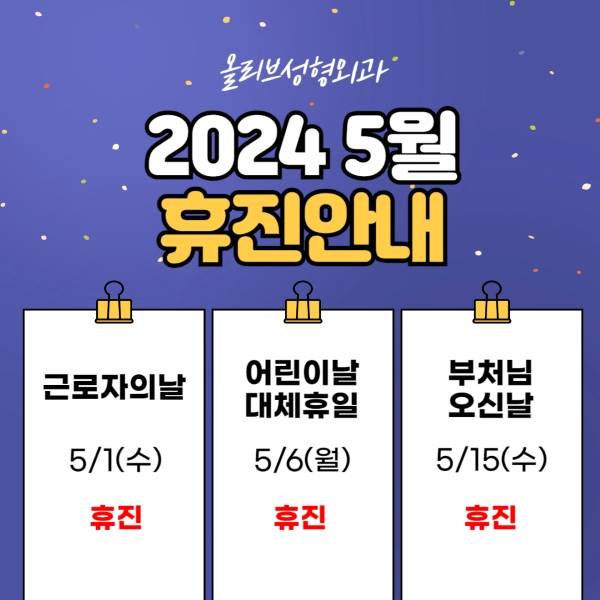 올리브성형외과
2024 5월
휴진안내
근로자의날
5/1(수)
휴진
어린이날
대체휴일
5/6(월)
휴진
부처님
오신날
5/15(수)
휴진